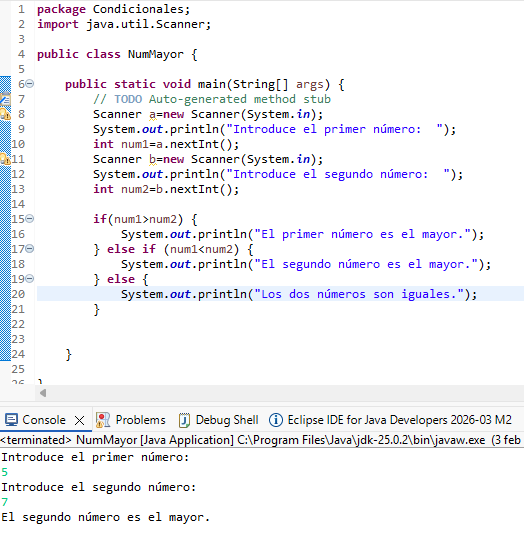 1 package Condicionales;
2 import java.util.Scanner;
3
4 public class NumMayor {
5
6 public static void main(String[] args) {
7 // TODO Auto-generated method stub
8 Scanner a=new Scanner(System.in);
9 System.out.println("Introduce el primer número:  ");
10 int num1=a.nextInt();
11 Scanner b=new Scanner(System.in);
12 System.out.println("Introduce el segundo número:  ");
13 int num2=b.nextInt();
14
15 if(num1>num2) {
16 System.out.println("El primer número es el mayor.");
17 } else if (num1<num2) {
18 System.out.println("El segundo número es el mayor.");
19 } else {
20 System.out.println("Los dos números son iguales.");
21 }
22
23
24 }
25
26 }
Console Problems Debug Shell Eclipse IDE for Java Developers 2026-03 M2
<terminated> NumMayor [Java Application] C:\Program Files\Java\jdk-25.0.2\bin\javaw.exe (3 feb
Introduce el primer número:
5
Introduce el segundo número:
7
El segundo número es el mayor.